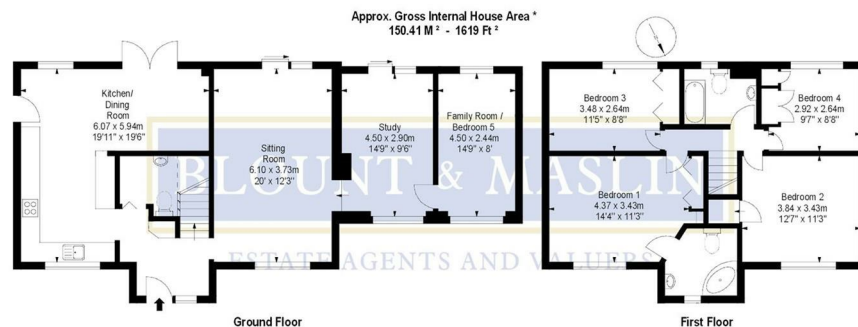 Approx. Gross Internal House Area *
150.41 M ² - 1619 Ft ²
Kitchen/
Dining
Room
6.07 x 5.94m
19'11" x 19'6"
Sitting
Room
6.10 x 3.73m
20' x 12'3"
Study
4.50 x 2.90m
14'9" x 9'6"
Family Room /
Bedroom 5
4.50 x 2.44m
14'9" x 8'
Bedroom 3
3.48 x 2.64m
11'5" x 8'8"
Bedroom 4
2.92 x 2.64m
9'7" x 8'8"
Bedroom 1
4.37 x 3.43m
14'4" x 11'3"
Bedroom 2
3.84 x 3.43m
12'7" x 11'3"
BLOUNT & MASLIN
ESTATE AGENTS AND VALUERS
Ground Floor
First Floor